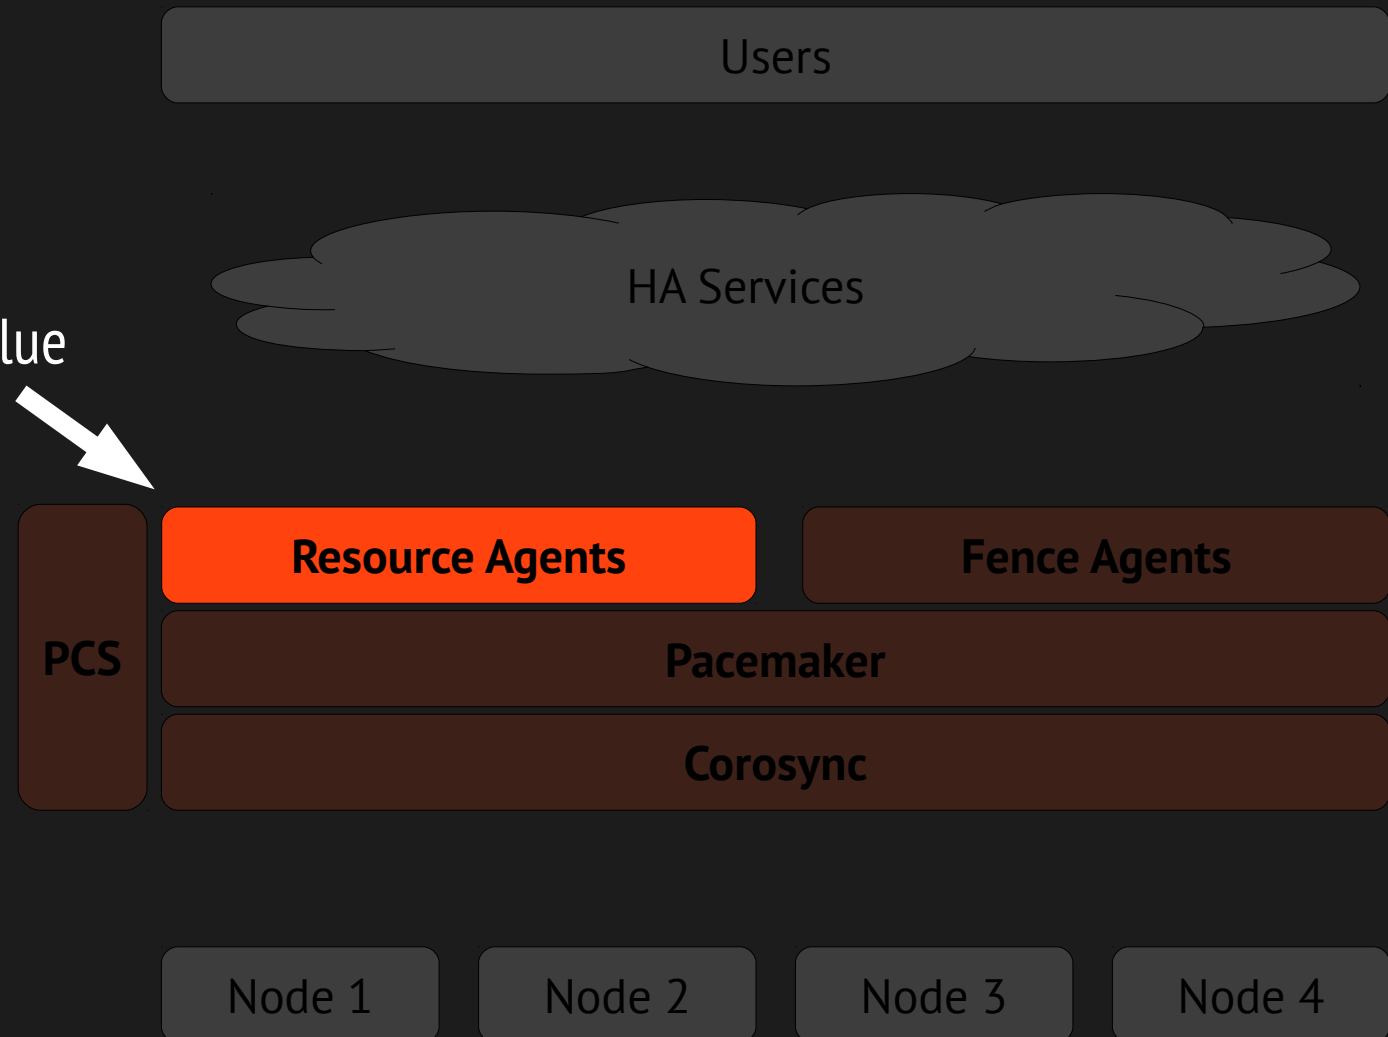 Users
HA Services
lue
Resource Agents
Fence Agents
PCS
Pacemaker
Corosync
Node 1
Node 2
Node 3
Node 4